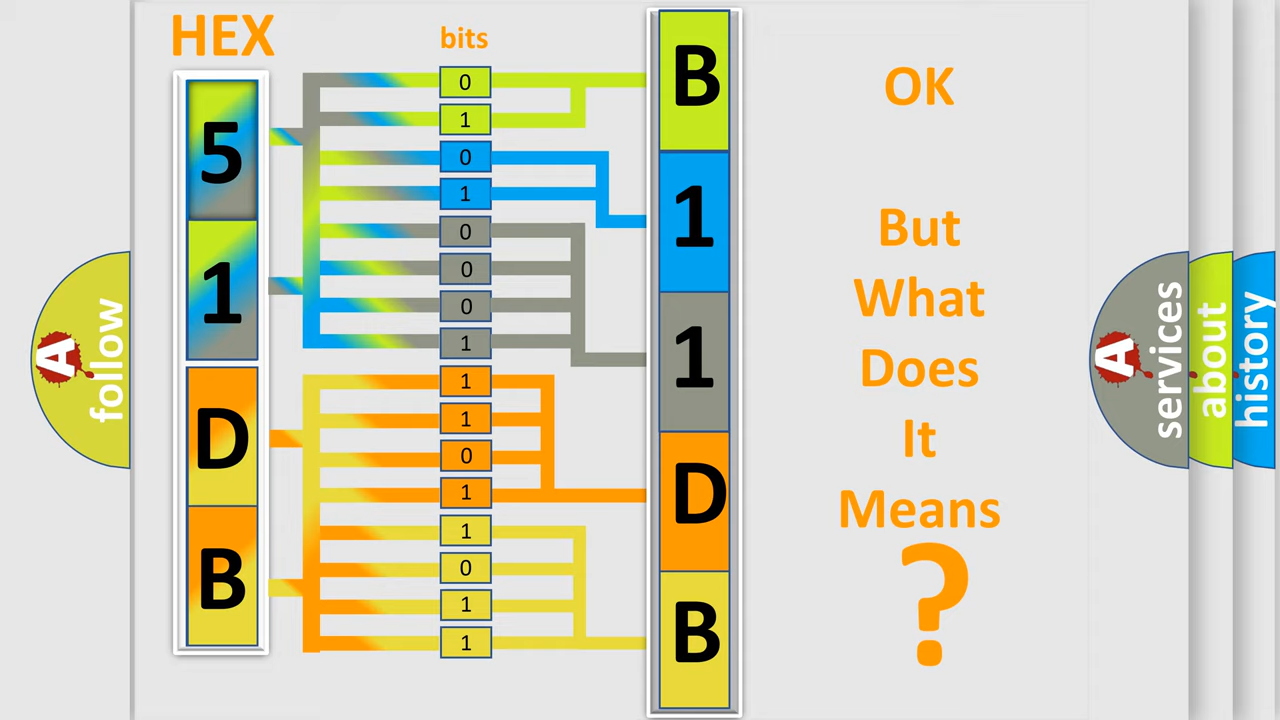 HEX
bits
5
1
D
B
0
1
0
1
0
0
0
1
1
1
0
1
1
0
1
1
B
1
1
D
B
OK
But
What
Does
It
Means
?
A
follow
A
services
about
history